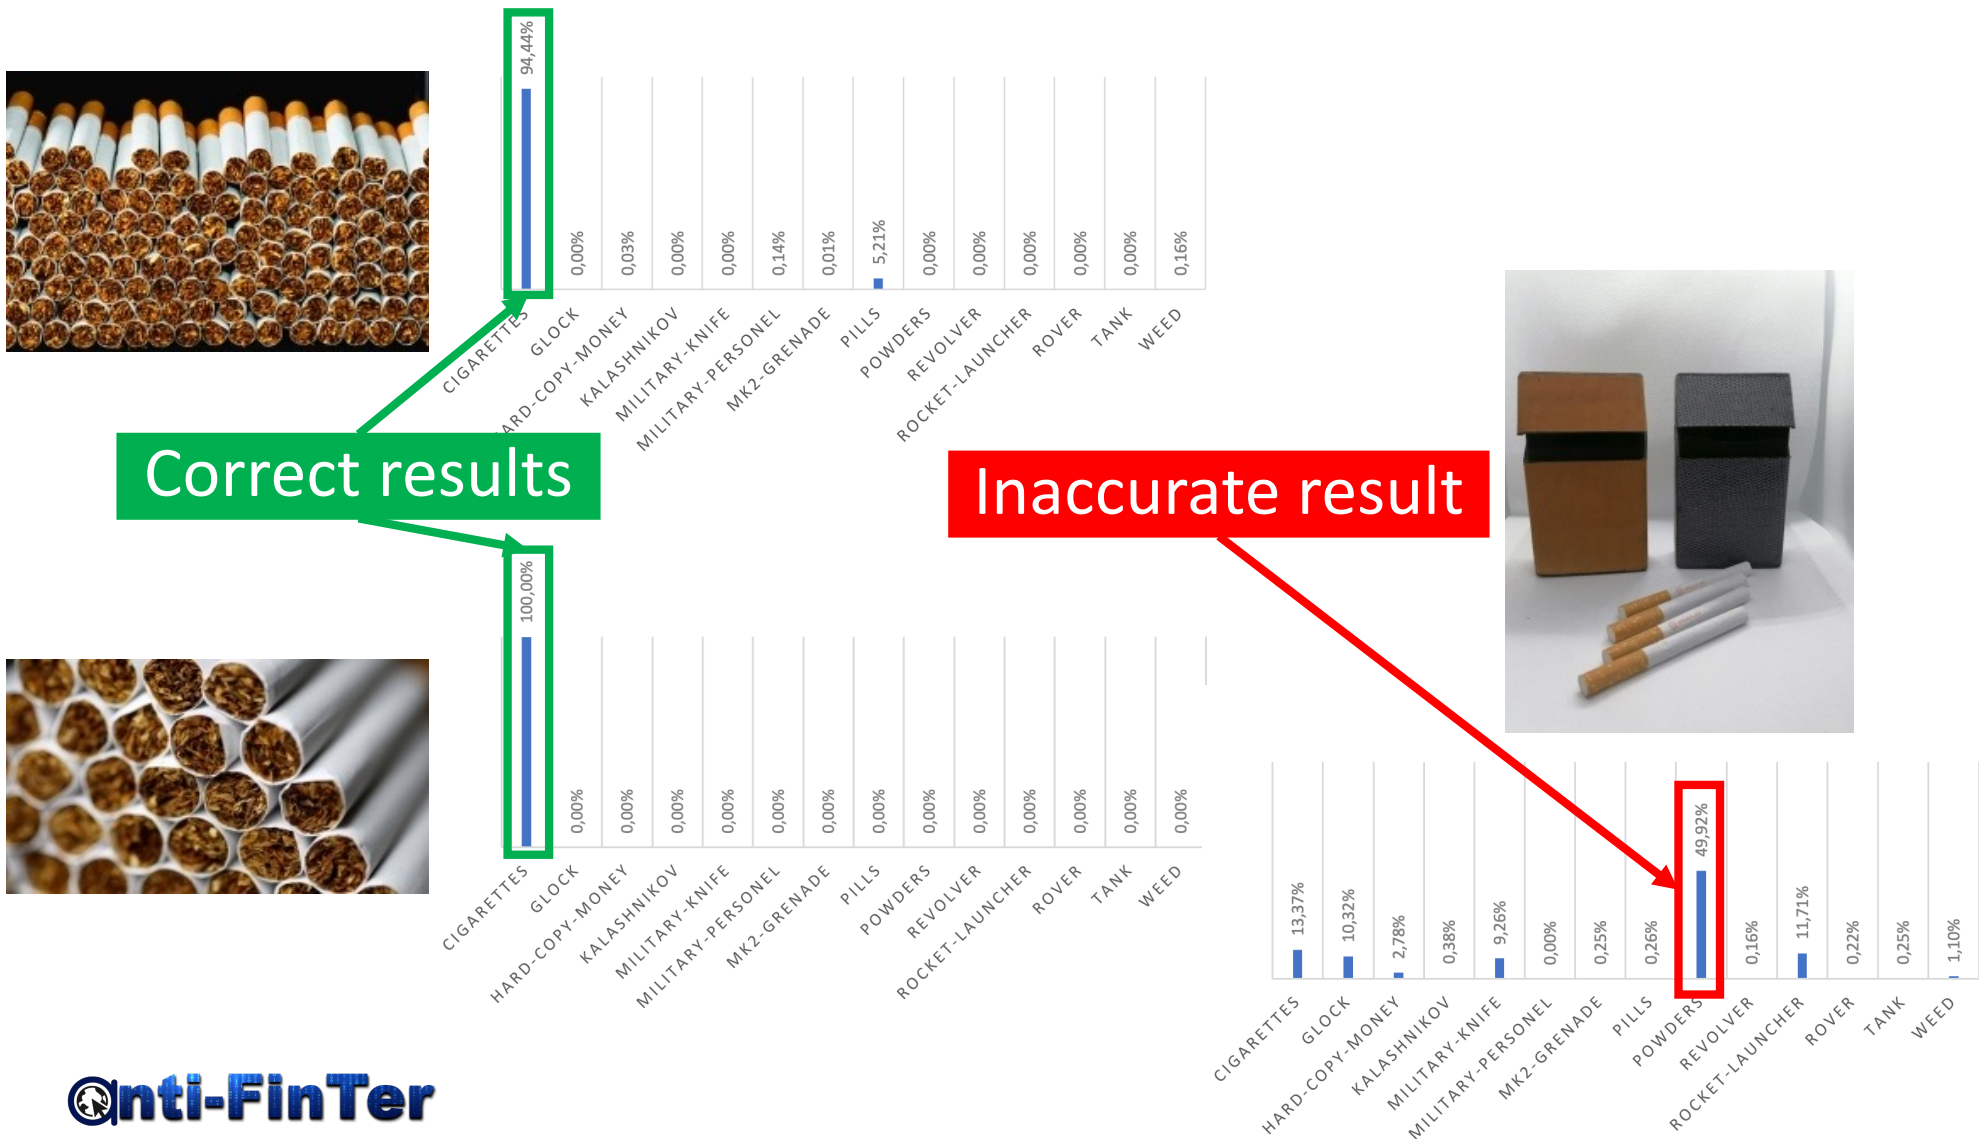 94,44%
0,00%
0,03%
0,00%
0,00%
0,14%
0,01%
5,21%
0,00%
0,00%
0,00%
0,00%
0,00%
0,16%
CIGARETTES
GLOCK
ARD-COPY-MONEY
KALASHNIKOV
MILITARY-KNIFE
MILITARY-PERSONEL
MK2-GRENADE
PILLS
POWDERS
REVOLVER
ROCKET-LAUNCHER
ROVER
TANK
WEED
Correct results
Inaccurate result
100,00%
0,00%
0,00%
0,00%
0,00%
0,00%
0,00%
0,00%
0,00%
0,00%
0,00%
0,00%
0,00%
0,00%
CIGARETTES
GLOCK
HARD-COPY-MONEY
KALASHNIKOV
MILITARY-KNIFE
MILITARY-PERSONEL
MK2-GRENADE
PILLS
POWDERS
REVOLVER
ROCKET-LAUNCHER
ROVER
TANK
WEED
13,37%
10,32%
2,78%
0,38%
9,26%
0,00%
0,25%
0,26%
49,92%
0,16%
11,71%
0,22%
0,25%
1,10%
CIGARETTES
GLOCK
HARD-COPY-MONEY
KALASHNIKOV
MILITARY-KNIFE
MILITARY-PERSONEL
MK2-GRENADE
PILLS
POWDERS
REVOLVER
ROCKET-LAUNCHER
ROVER
TANK
WEED
anti-FinTer